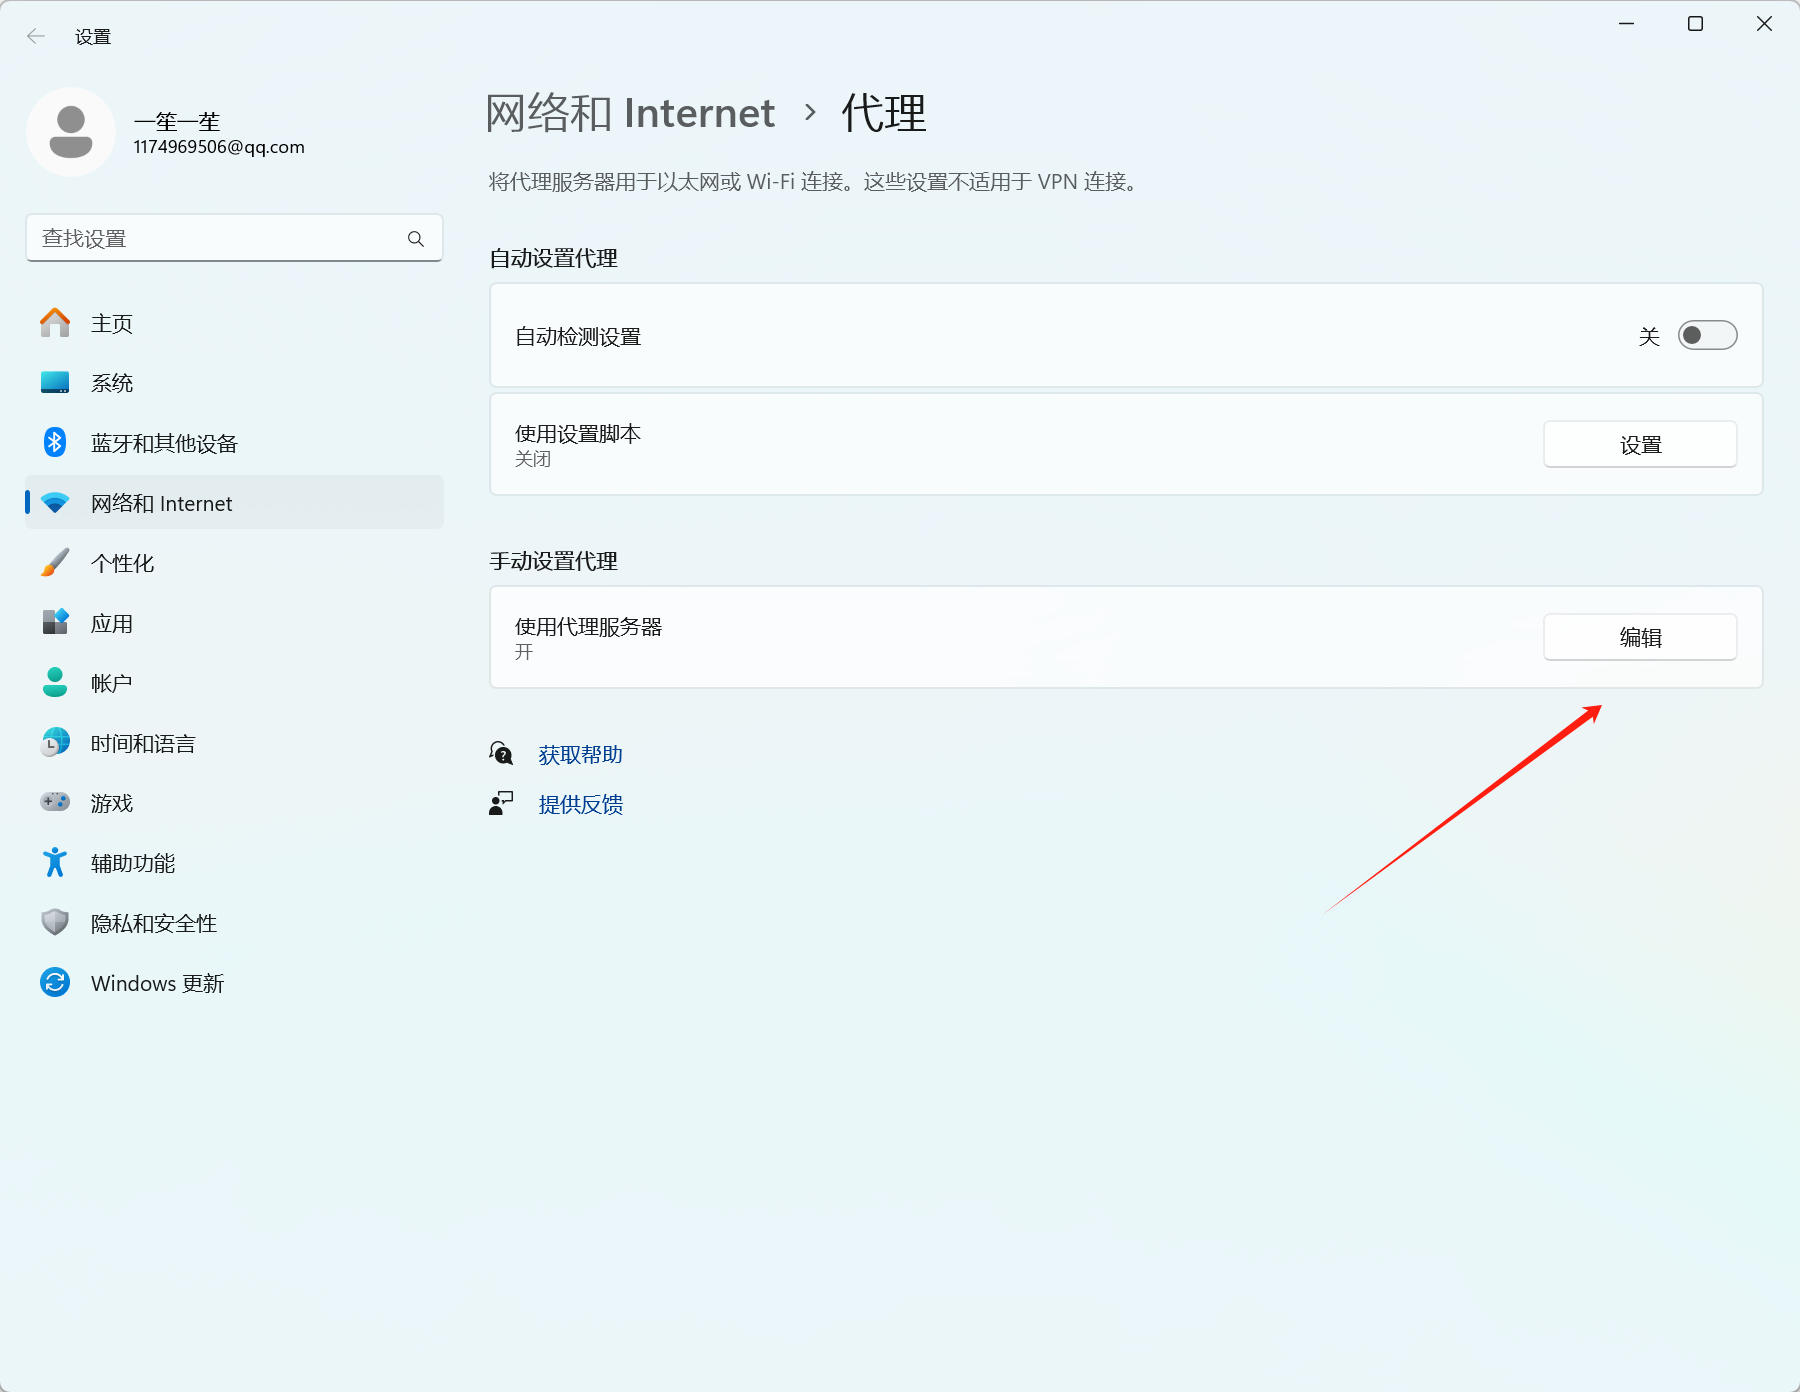 设置
一笙一笙
1174969506@qq.com
查找设置
主页
系统
蓝牙和其他设备
网络和 Internet
个性化
应用
帐户
时间和语言
游戏
辅助功能
隐私和安全性
Windows 更新
网络和 Internet › 代理
将代理服务器用于以太网或 Wi-Fi 连接。这些设置不适用于 VPN 连接。
自动设置代理
自动检测设置
关
使用设置脚本
关闭
设置
手动设置代理
使用代理服务器
开
编辑
获取帮助
提供反馈